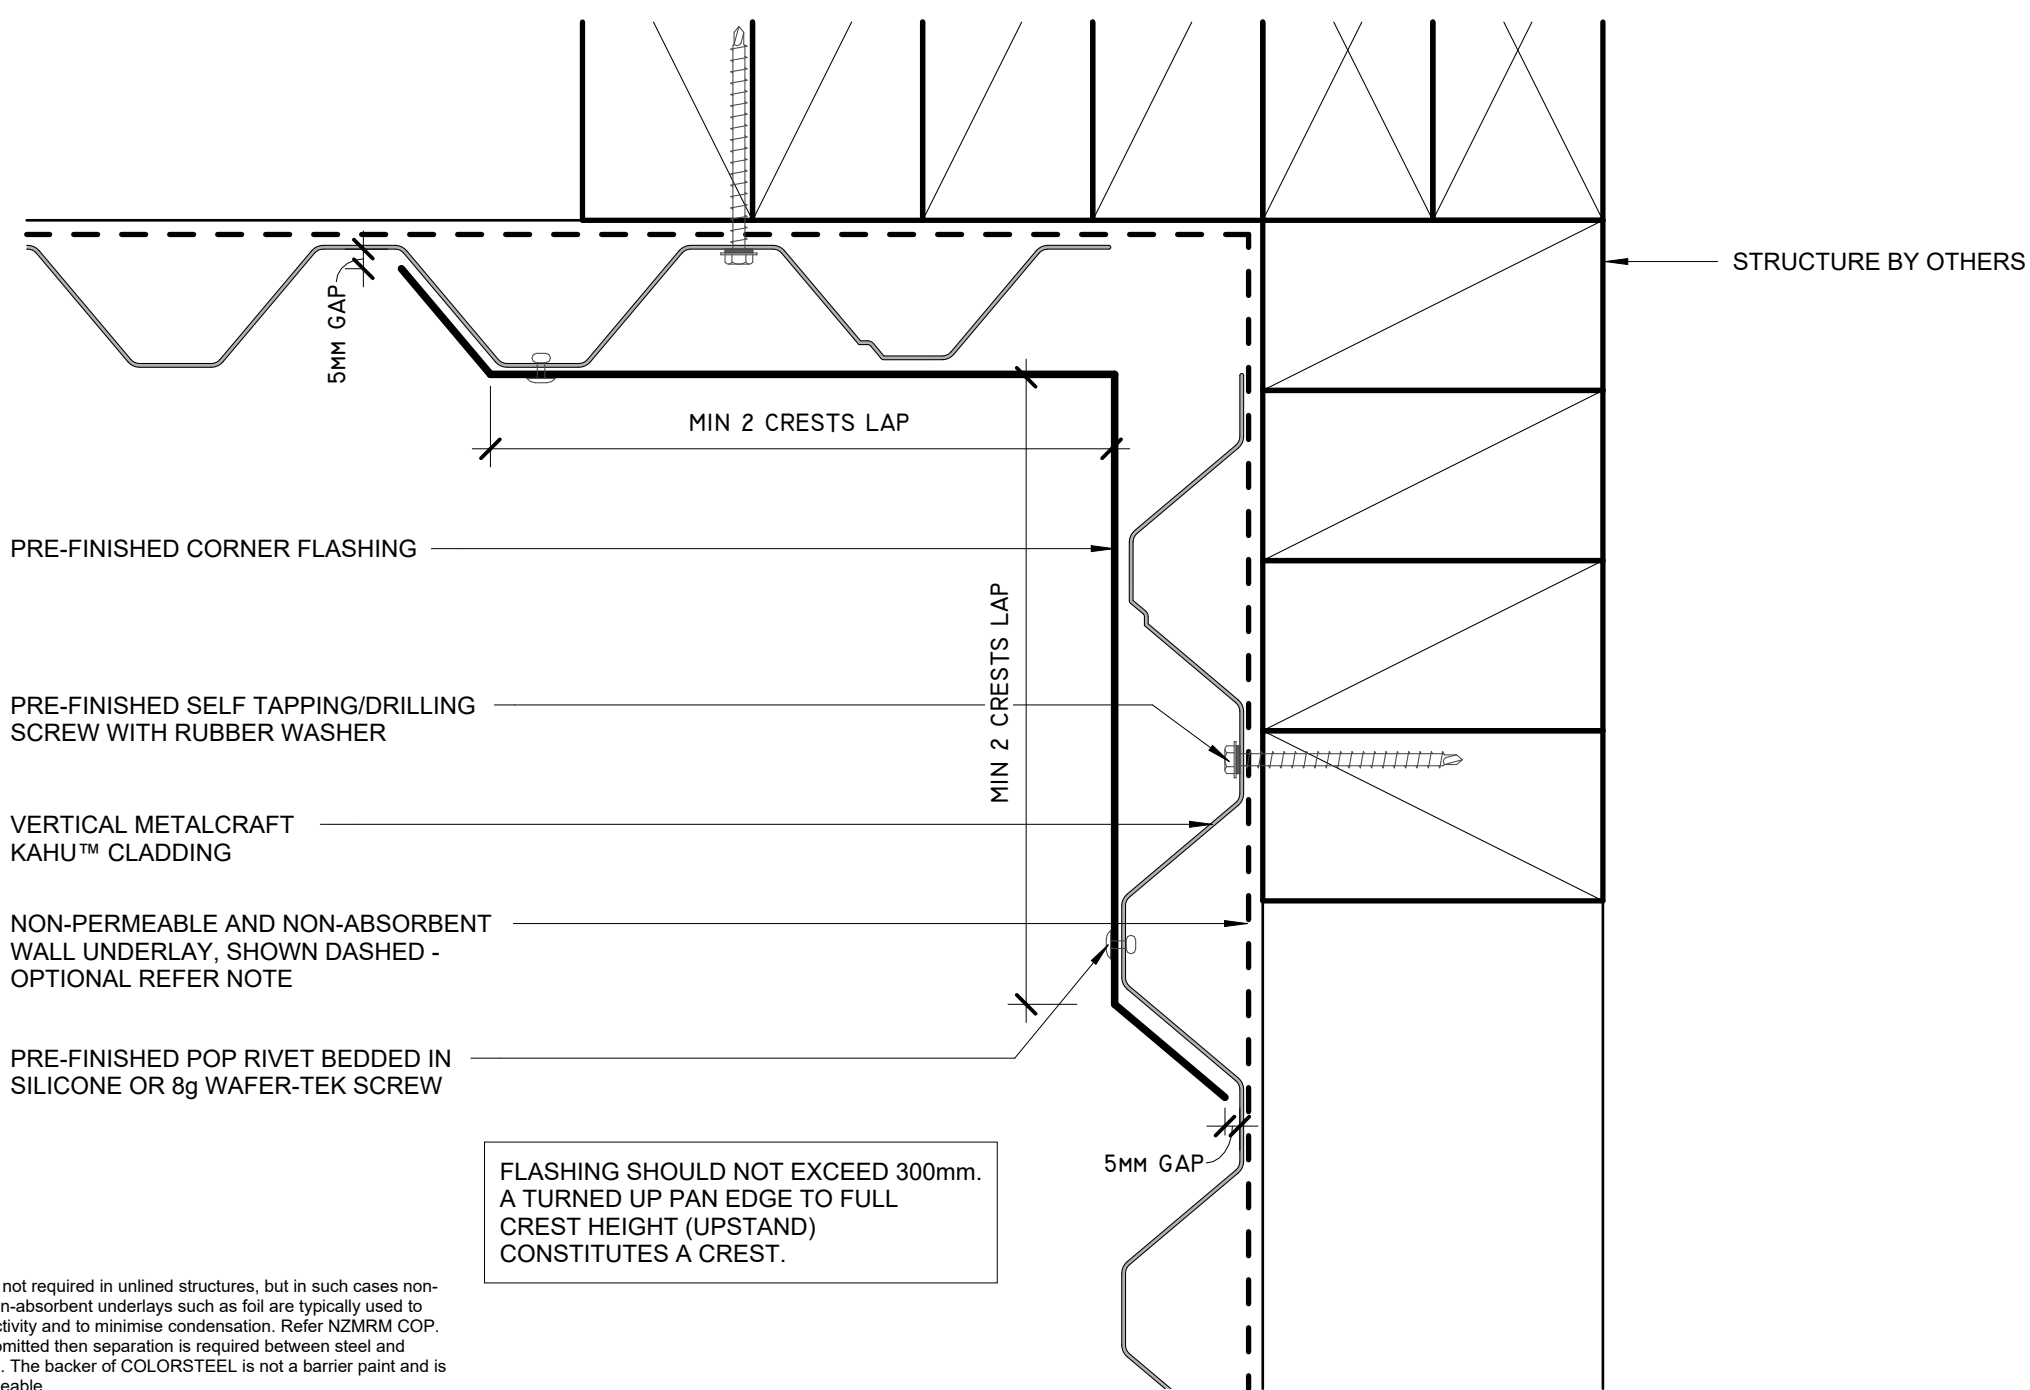 STRUCTURE BY OTHERS
5MM GAP
MIN 2 CRESTS LAP
PRE-FINISHED CORNER FLASHING
MIN 2 CRESTS LAP
PRE-FINISHED SELF TAPPING/DRILLING
SCREW WITH RUBBER WASHER
VERTICAL METALCRAFT
KAHU™ CLADDING
NON-PERMEABLE AND NON-ABSORBENT
WALL UNDERLAY, SHOWN DASHED -
OPTIONAL REFER NOTE
PRE-FINISHED POP RIVET BEDDED IN
SILICONE OR 8g WAFER-TEK SCREW
5MM GAP
FLASHING SHOULD NOT EXCEED 300mm.
A TURNED UP PAN EDGE TO FULL
CREST HEIGHT (UPSTAND)
CONSTITUTES A CREST.
not required in unlined structures, but in such cases non-
n-absorbent underlays such as foil are typically used to
ctivity and to minimise condensation. Refer NZMRM COP.
omitted then separation is required between steel and
. The backer of COLORSTEEL is not a barrier paint and is
eable